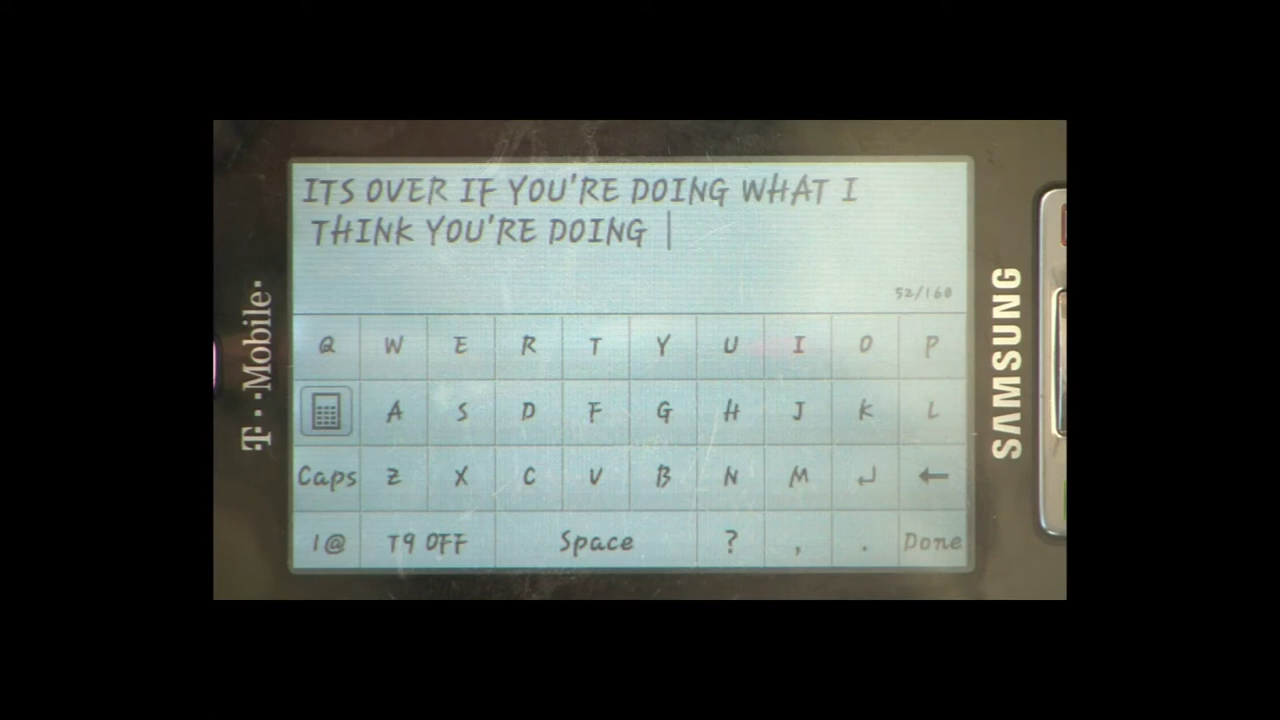 ITS OVER IF YOU'RE DOING WHAT I
THINK YOU'RE DOING
52/160
Q W E R T Y U I O P
A S D F G H J K L
Caps Z X C V B N M
!@ T9 OFF Space ? , . Done
T··Mobile·
SAMSUNG